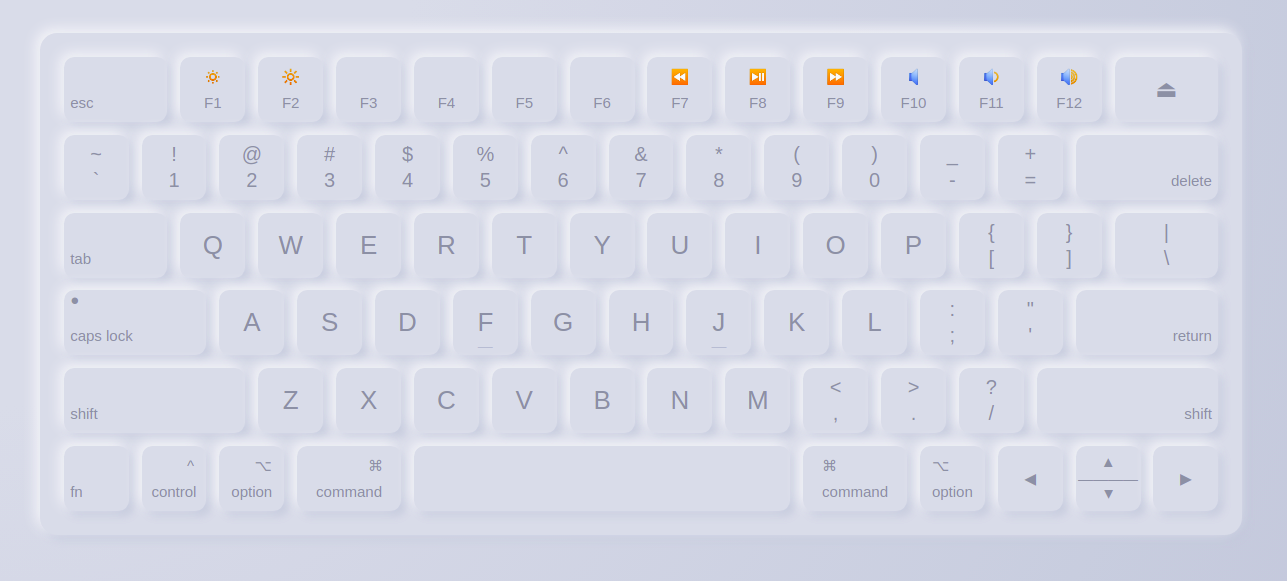 esc 🔅 F1 🔆 F2 F3 F4 F5 F6 ⏪ F7 ⏯ F8 ⏩ F9 🔈 F10 🔉 F11 🔊 F12 ⏏
~ ` ! 1 @ 2 # 3 $ 4 % 5 ^ 6 & 7 * 8 ( 9 ) 0 _ - + = delete
tab Q W E R T Y U I O P { [ } ] | \
• caps lock A S D F G H J K L : ; " ' return
shift Z X C V B N M < , > . ? / shift
fn ^ control ⌥ option ⌘ command ⌘ command ⌥ option ◀ ▲ ▼ ▶